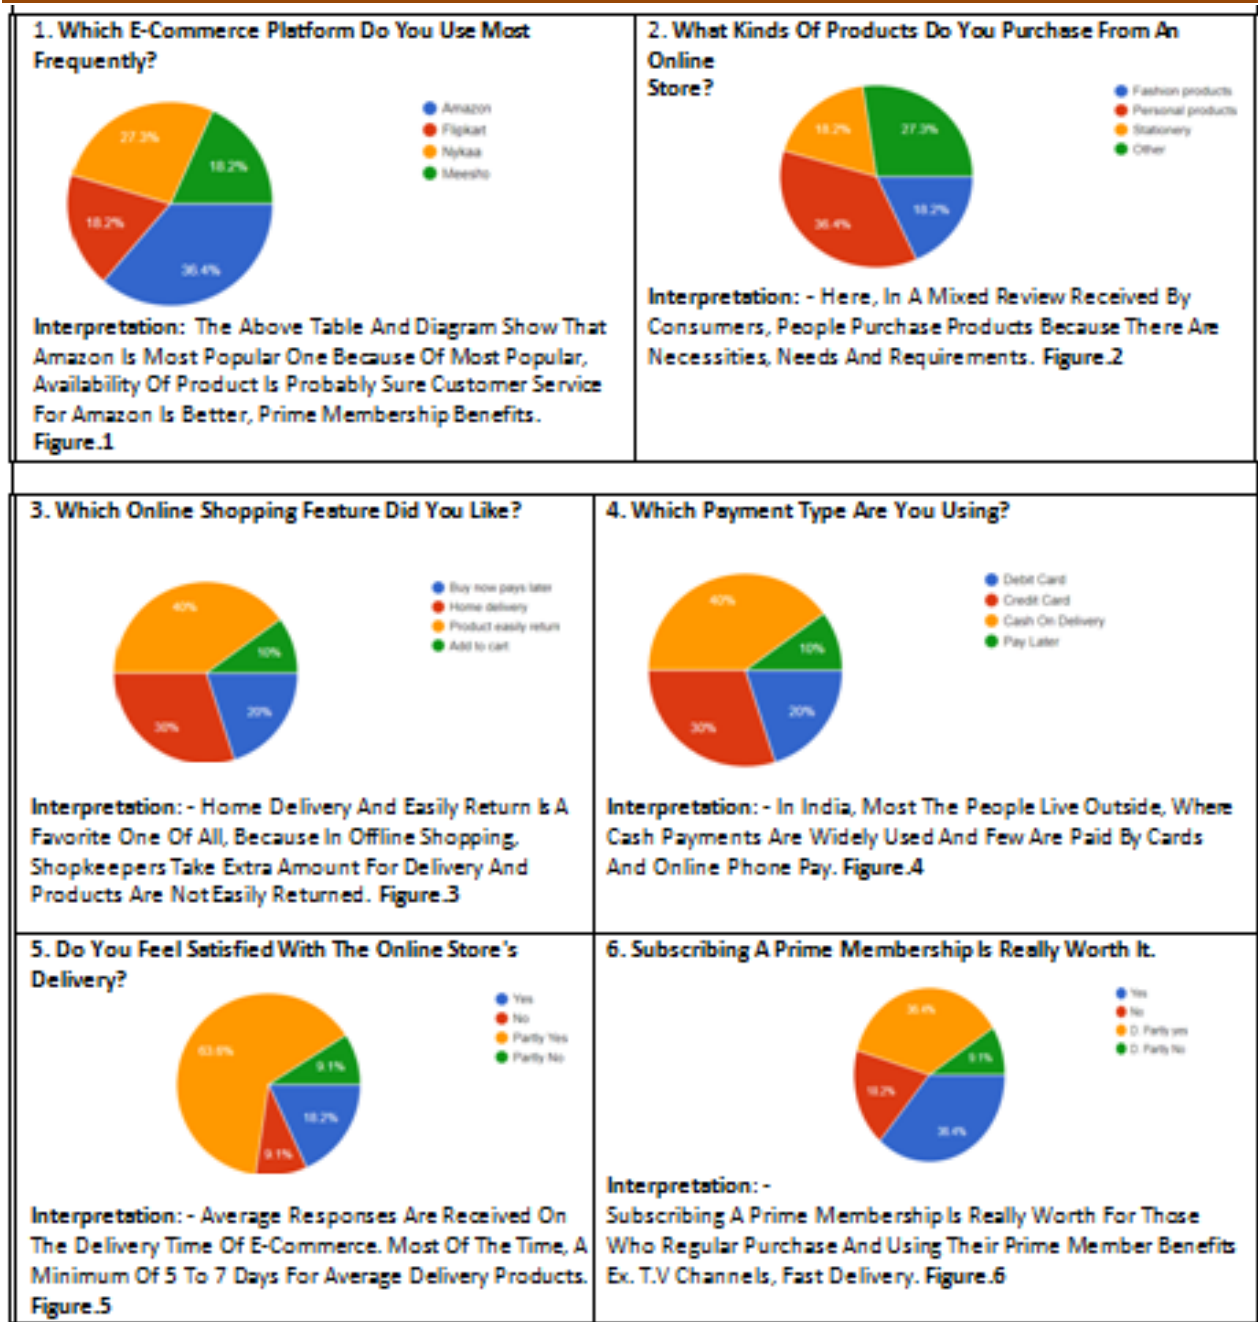 1. Which E-Commerce Platform Do You Use Most
Frequently?
27.3%
18.2%
18.2%
36.4%
Amazon
Flipkart
Nykaa
Meesho
Interpretation: The Above Table And Diagram Show That
Amazon Is Most Popular One Because Of Most Popular,
Availability Of Product Is Probably Sure Customer Service
For Amazon Is Better, Prime Membership Benefits.
Figure.1
2. What Kinds Of Products Do You Purchase From An
Online
Store?
18.2%
27.3%
36.4%
18.2%
Fashion products
Personal products
Stationery
Other
Interpretation: - Here, In A Mixed Review Received By
Consumers, People Purchase Products Because There Are
Necessities, Needs And Requirements. Figure.2
3. Which Online Shopping Feature Did You Like?
40%
10%
30%
20%
Buy now pays later
Home delivery
Product easily return
Add to cart
Interpretation: - Home Delivery And Easily Return Is A
Favorite One Of All, Because In Offline Shopping,
Shopkeepers Take Extra Amount For Delivery And
Products Are Not Easily Returned. Figure.3
4. Which Payment Type Are You Using?
40%
10%
30%
20%
Debit Card
Credit Card
Cash On Delivery
Pay Later
Interpretation: - In India, Most The People Live Outside, Where
Cash Payments Are Widely Used And Few Are Paid By Cards
And Online Phone Pay. Figure.4
5. Do You Feel Satisfied With The Online Store's
Delivery?
63.6%
9.1%
18.2%
9.1%
Yes
No
Partly Yes
Partly No
Interpretation: - Average Responses Are Received On
The Delivery Time Of E-Commerce. Most Of The Time, A
Minimum Of 5 To 7 Days For Average Delivery Products.
Figure.5
6. Subscribing A Prime Membership Is Really Worth It.
36.4%
9.1%
18.2%
36.4%
Yes
No
D. Partly yes
D. Partly No
Interpretation: -
Subscribing A Prime Membership Is Really Worth For Those
Who Regular Purchase And Using Their Prime Member Benefits
Ex. T.V Channels, Fast Delivery. Figure.6